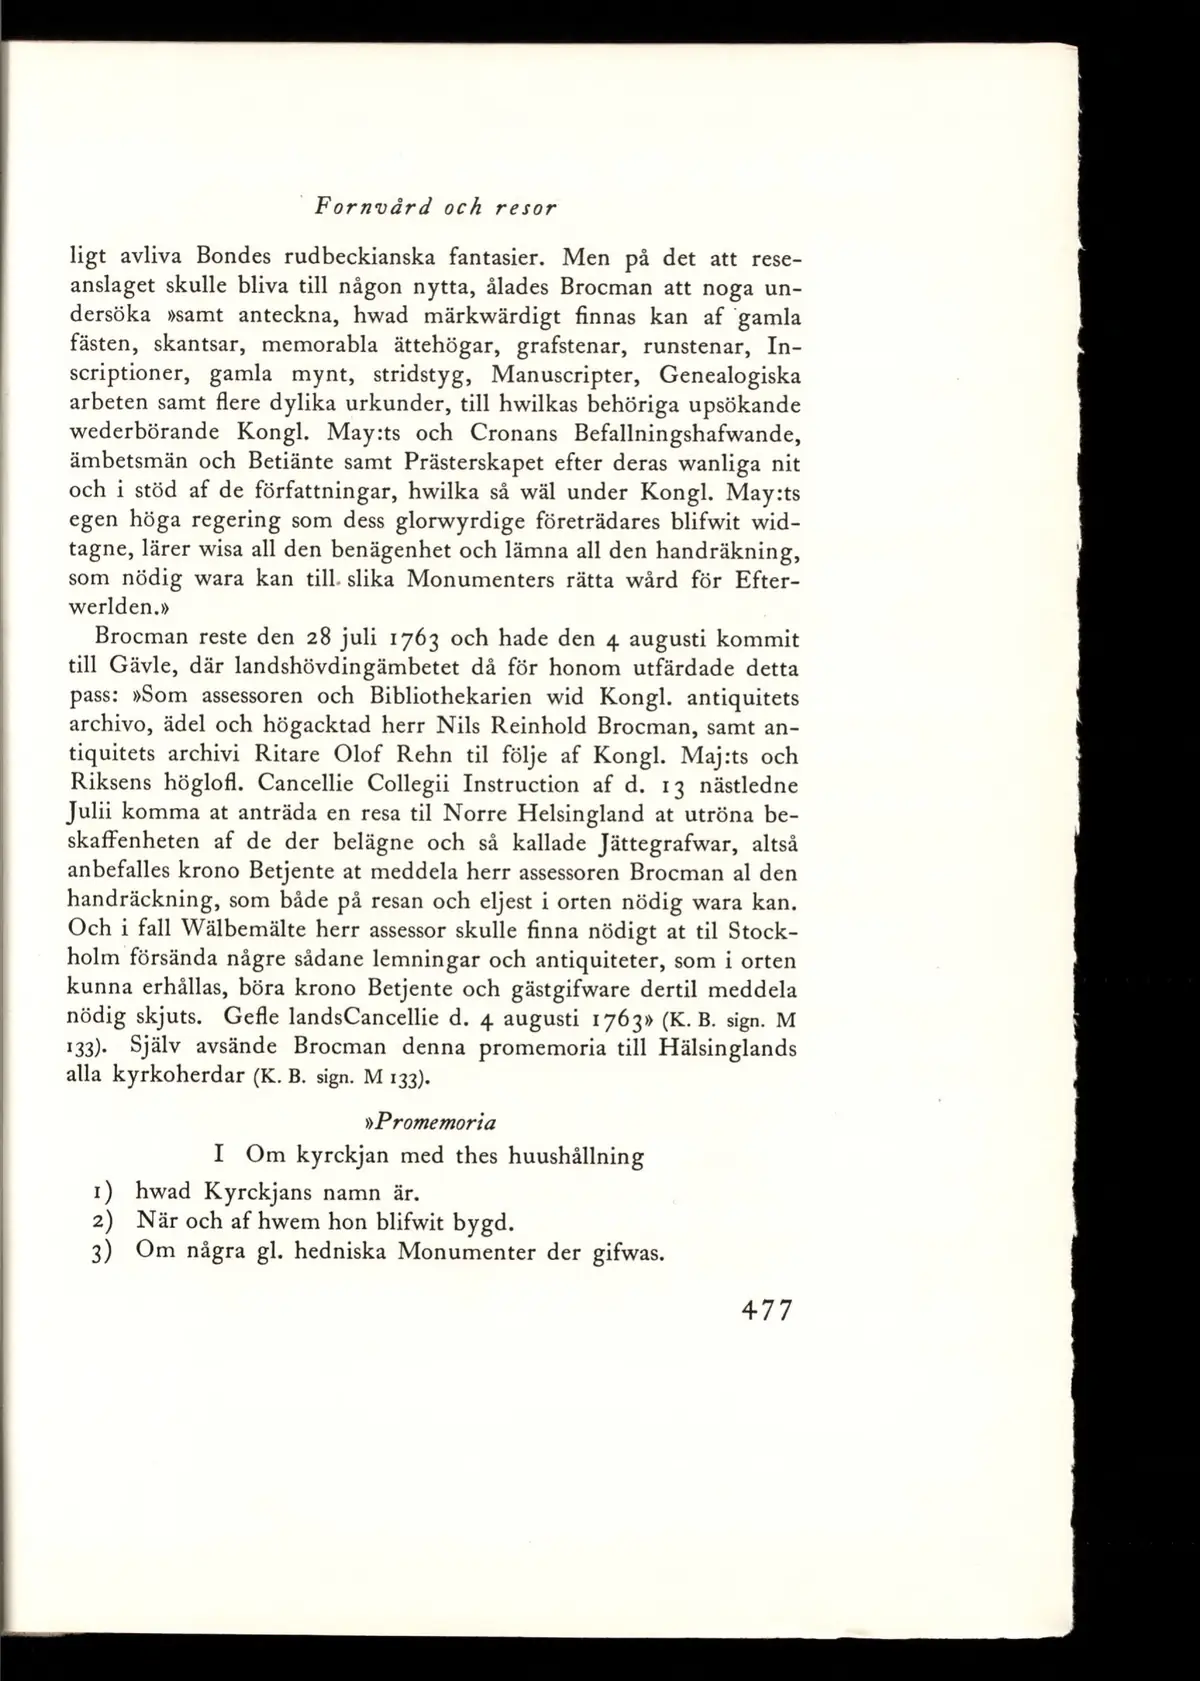 Fornvård och resor
ligt avliva Bondes rudbeckianska fantasier. Men på det att rese-
anslaget skulle bliva till någon nytta, ålades Brocman att noga un-
dersöka »samt anteckna, hwad märkwärdigt finnas kan af gamla
fästen, skantsar, memorabla ättehögar, grafstenar, runstenar, In-
scriptioner, gamla mynt, stridstyg, Manuscripter, Genealogiska
arbeten samt flere dylika urkunder, till hwilkas behöriga upsökande
wederbörande Kongl. May:ts och Cronans Befallningshafwande,
ämbetsmän och Betiänte samt Prästerskapet efter deras wanliga nit
och i stöd af de författningar, hwilka så wäl under Kongl. May:ts
egen höga regering som dess glorwyrdige företrädares blifwit wid-
tagne, lärer wisa all den benägenhet och lämna all den handräkning,
som nödig wara kan till slika Monumenters rätta wård för Efter-
werlden.»
Brocman reste den 28 juli 1763 och hade den 4 augusti kommit
till Gävle, där landshövdingämbetet då för honom utfärdade detta
pass: »Som assessoren och Bibliothekarien wid Kongl. antiquitets
archivo, ädel och högacktad herr Nils Reinhold Brocman, samt an-
tiquitets archivi Ritare Olof Rehn til följe af Kongl. Maj:ts och
Riksens höglofl. Cancellie Collegii Instruction af d. 13 nästledne
Julii komma at anträda en resa til Norre Helsingland at utröna be-
skaffenheten af de der belägne och så kallade Jättegrafwar, altså
anbefalles krono Betjente at meddela herr assessoren Brocman al den
handräckning, som både på resan och eljest i orten nödig wara kan.
Och i fall Wälbemälte herr assessor skulle finna nödigt at til Stock-
holm försända någre sådane lemningar och antiquiteter, som i orten
kunna erhållas, böra krono Betjente och gästgifware dertil meddela
nödig skjuts. Gefle landsCancellie d. 4 augusti 1763» (K. B. sign. M
133). Själv avsände Brocman denna promemoria till Hälsinglands
alla kyrkoherdar (K. B. sign. M 133).
»Promemoria
I Om kyrckjan med thes huushållning
1) hwad Kyrckjans namn är.
2) När och af hwem hon blifwit bygd.
3) Om några gl. hedniska Monumenter der gifwas.
477